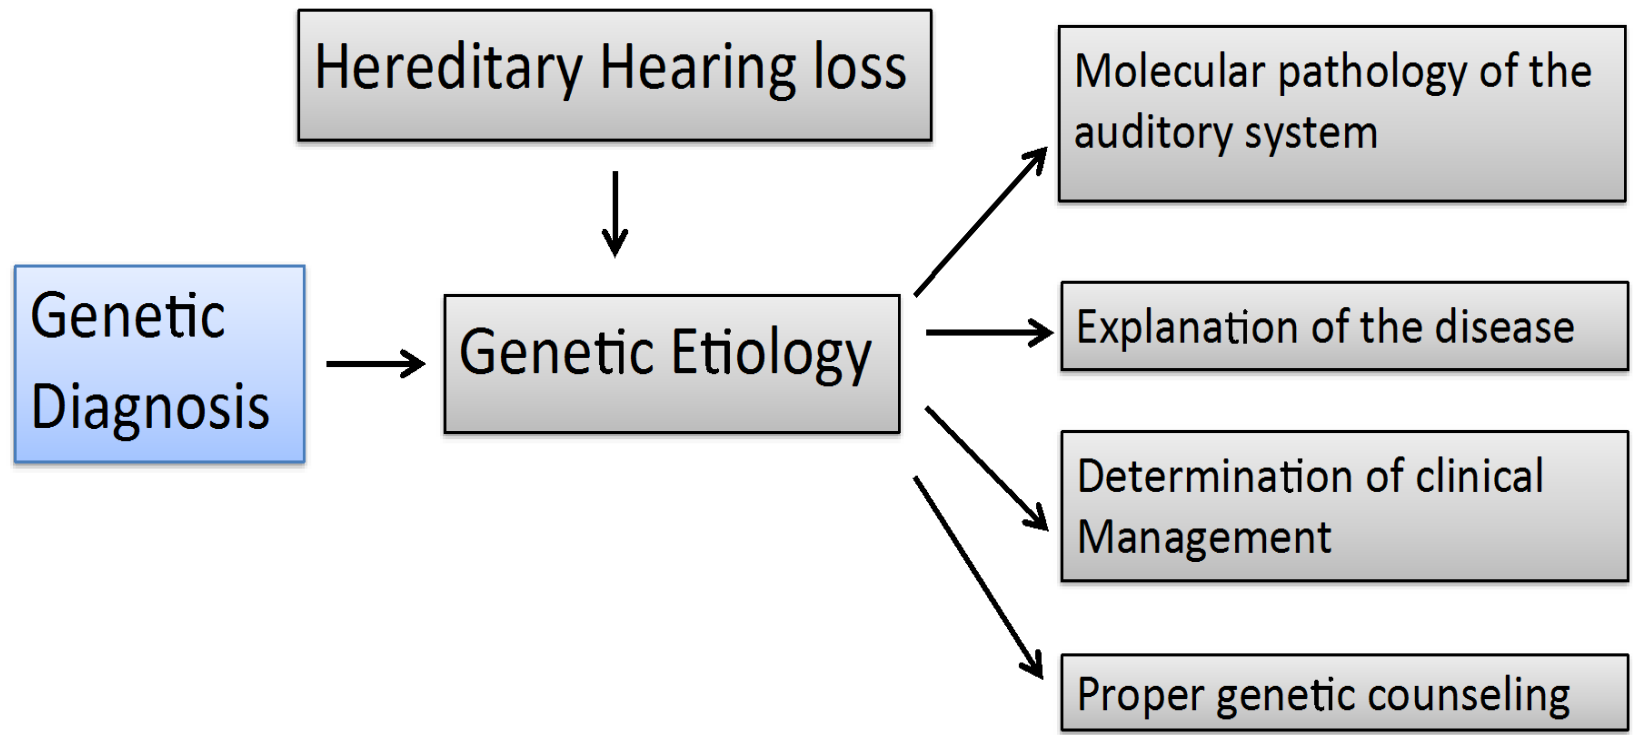 Hereditary Hearing loss
Genetic
Diagnosis
Genetic Etiology
Molecular pathology of the
auditory system
Explanation of the disease
Determination of clinical
Management
Proper genetic counseling